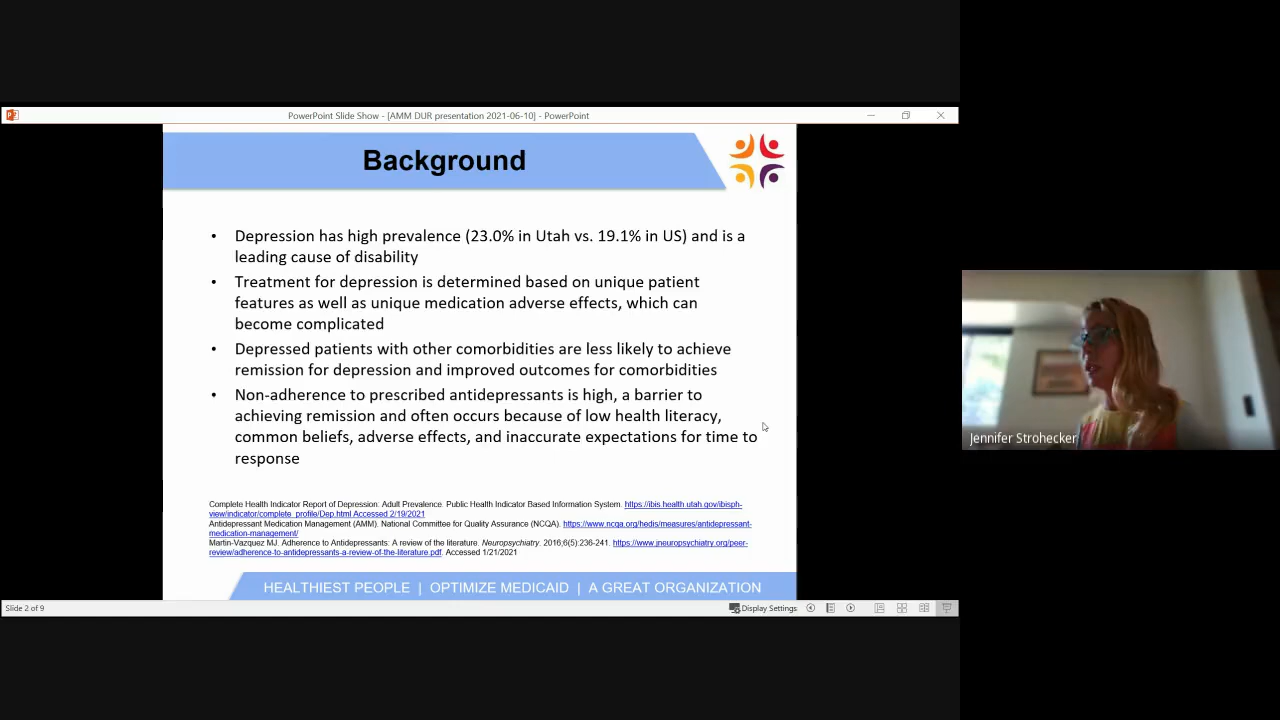 PowerPoint Slide Show - [AMM DUR presentation 2021-06-10] - PowerPoint
Background
• Depression has high prevalence (23.0% in Utah vs. 19.1% in US) and is a
leading cause of disability
• Treatment for depression is determined based on unique patient
features as well as unique medication adverse effects, which can
become complicated
• Depressed patients with other comorbidities are less likely to achieve
remission for depression and improved outcomes for comorbidities
• Non-adherence to prescribed antidepressants is high, a barrier to
achieving remission and often occurs because of low health literacy,
common beliefs, adverse effects, and inaccurate expectations for time to
response
Complete Health Indicator Report of Depression: Adult Prevalence. Public Health Indicator Based Information System. https://ibis.health.utah.gov/ibisph-
view/indicator/complete_profile/Dep.html Accessed 2/19/2021
Antidepressant Medication Management (AMM). National Committee for Quality Assurance (NCQA). https://www.ncqa.org/hedis/measures/antidepressant-
medication-management/
Martin-Vazquez MJ. Adherence to Antidepressants: A review of the literature. Neuropsychiatry. 2016;6(5):236-241. https://www.jneuropsychiatry.org/peer-
review/adherence-to-antidepressants-a-review-of-the-literature.pdf. Accessed 1/21/2021
HEALTHIEST PEOPLE | OPTIMIZE MEDICAID | A GREAT ORGANIZATION
Slide 2 of 9
Display Settings
Jennifer Strohecker